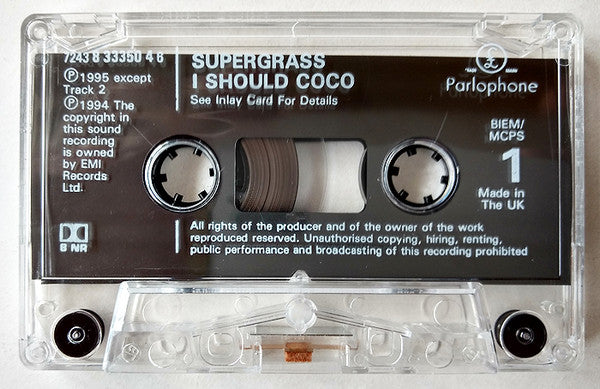 7243 8 33350 4 6
℗1995 except
Track 2
℗1994 The
copyright in
this sound
recording
is owned
by EMI
Records
Ltd.
B NR
SUPERGRASS
I SHOULD COCO
See Inlay Card For Details
£
TRADE MARK
Parlophone
BIEM/
MCPS
1
Made in
The UK
All rights of the producer and of the owner of the work
reproduced reserved. Unauthorised copying, hiring, renting,
public performance and broadcasting of this recording prohibited